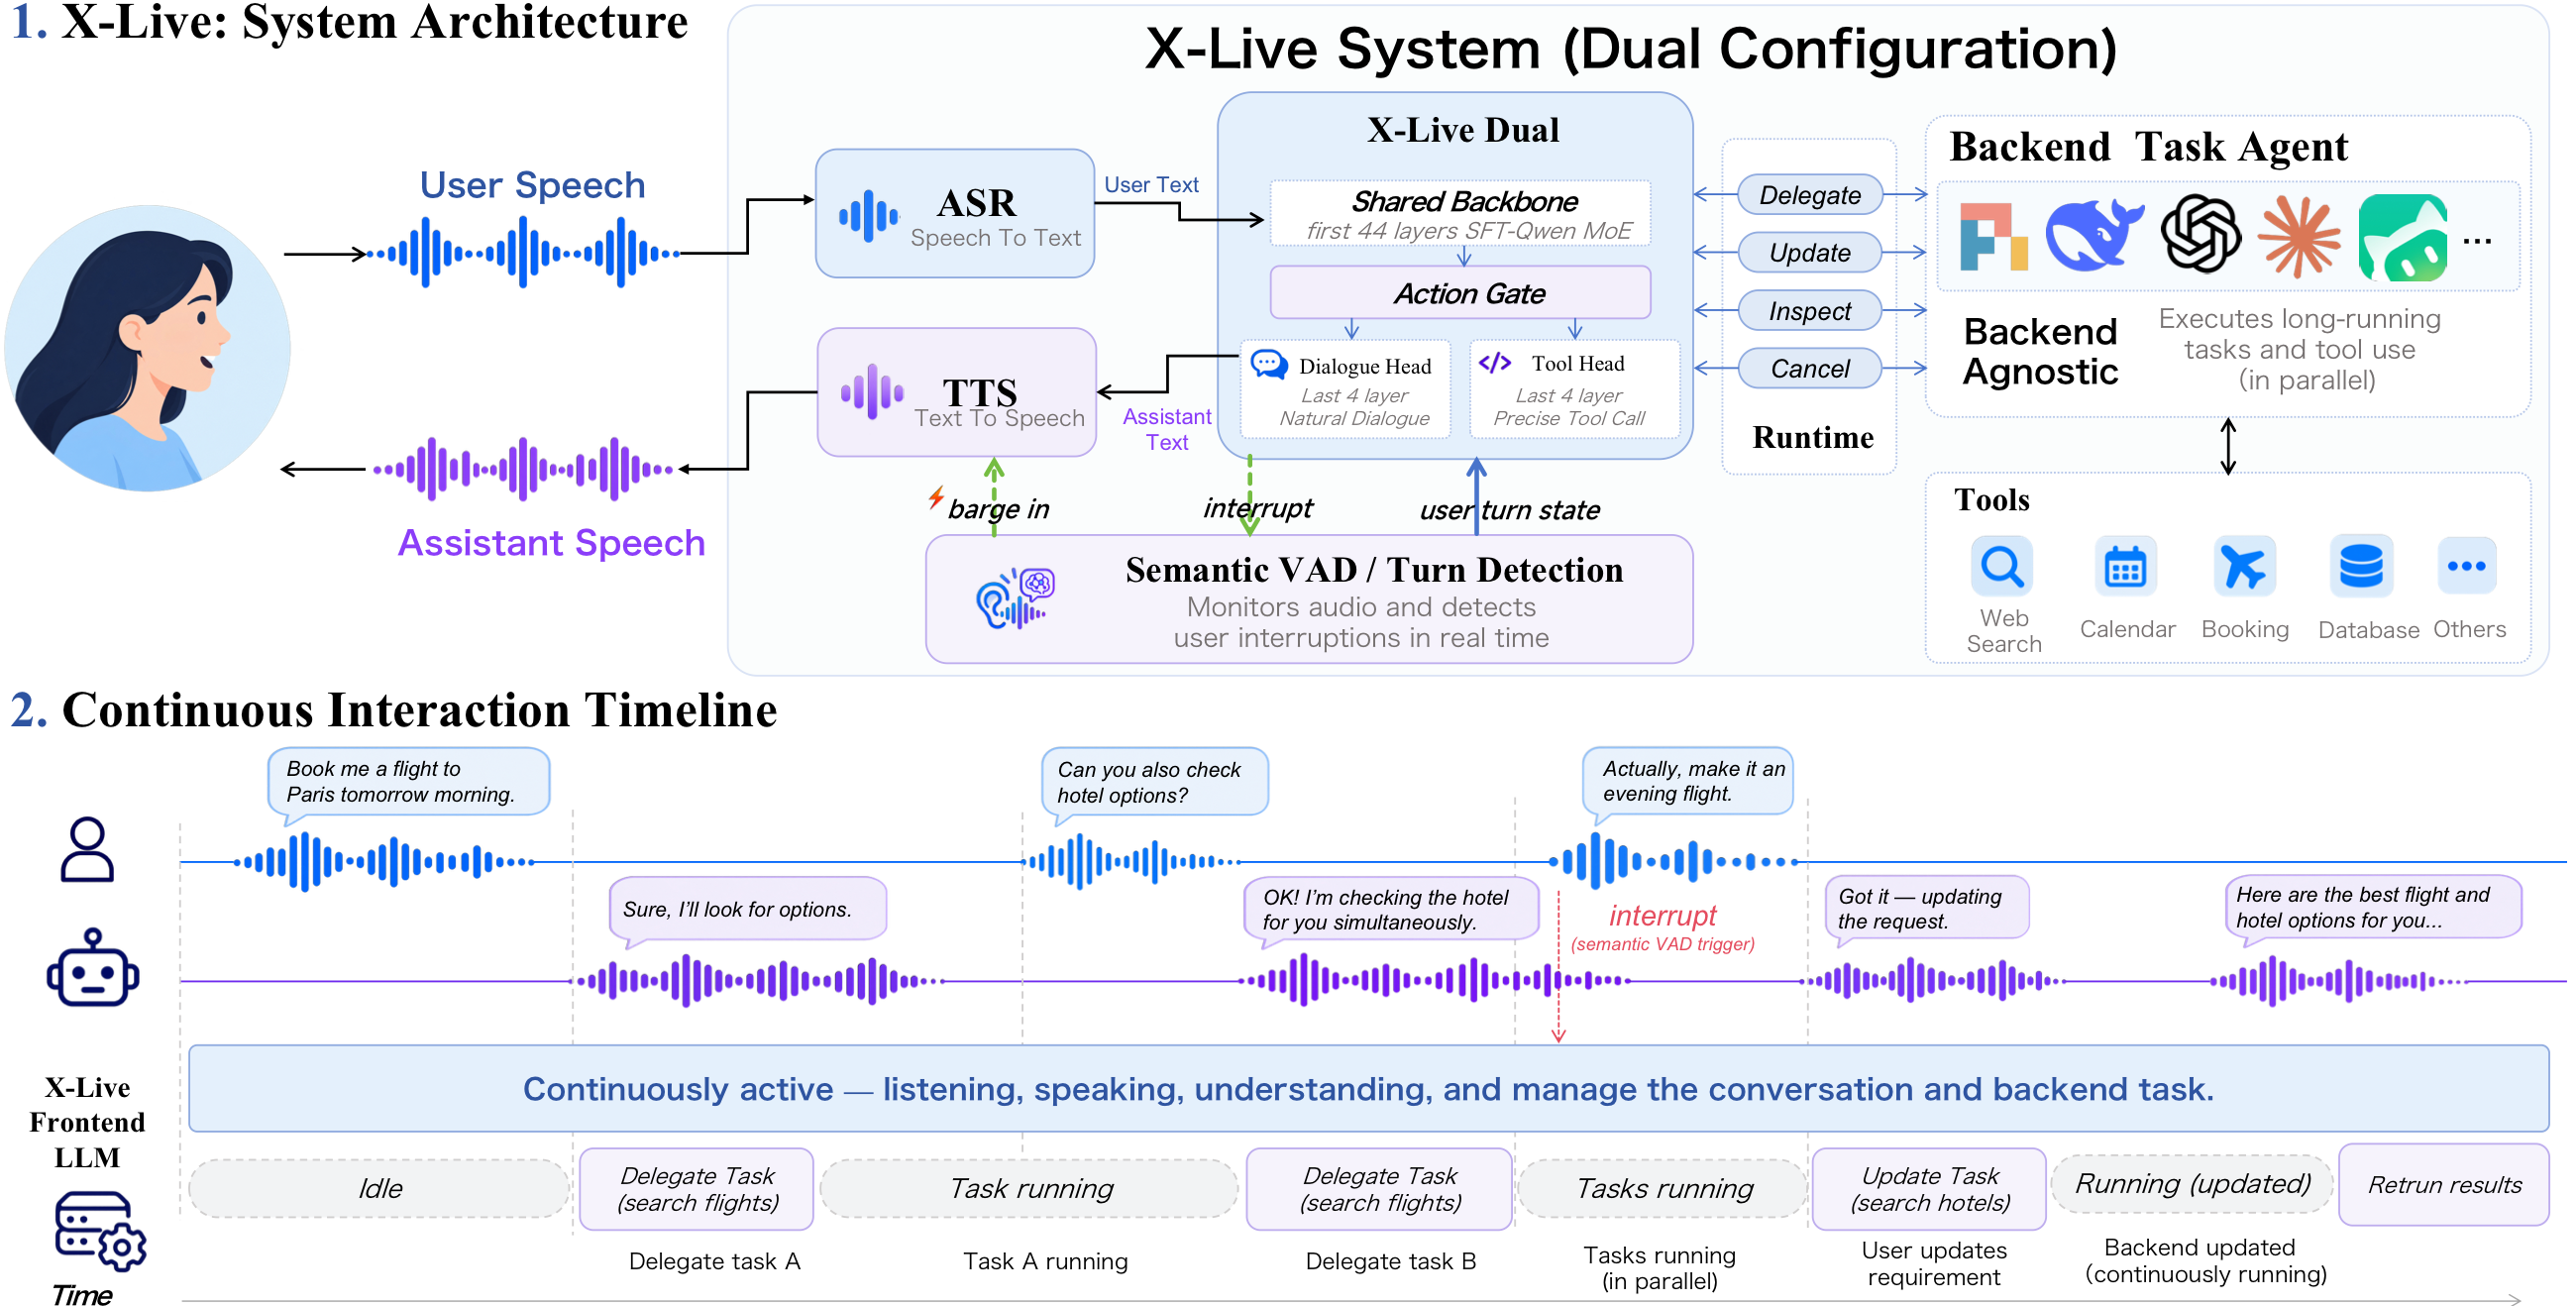 1. X-Live: System Architecture
X-Live System (Dual Configuration)
User Speech
Assistant Speech
ASR
Speech To Text
User Text
TTS
Text To Speech
Assistant
Text
X-Live Dual
Shared Backbone
first 44 layers SFT-Qwen MoE
Action Gate
Dialogue Head
Last 4 layer
Natural Dialogue
Tool Head
Last 4 layer
Precise Tool Call
Delegate
Update
Inspect
Cancel
Runtime
Backend Task Agent
...
Backend
Agnostic
Executes long-running
tasks and tool use
(in parallel)
barge in
interrupt
user turn state
Semantic VAD / Turn Detection
Monitors audio and detects
user interruptions in real time
Tools
Web
Search
Calendar
Booking
Database
Others
2. Continuous Interaction Timeline
Book me a flight to
Paris tomorrow morning.
Can you also check
hotel options?
Actually, make it an
evening flight.
Sure, I'll look for options.
OK! I'm checking the hotel
for you simultaneously.
interrupt
(semantic VAD trigger)
Got it — updating
the request.
Here are the best flight and
hotel options for you...
X-Live
Frontend
LLM
Continuously active — listening, speaking, understanding, and manage the conversation and backend task.
Idle
Delegate Task
(search flights)
Task running
Delegate Task
(search flights)
Tasks running
Update Task
(search hotels)
Running (updated)
Retrun results
Delegate task A
Task A running
Delegate task B
Tasks running
(in parallel)
User updates
requirement
Backend updated
(continuously running)
Time